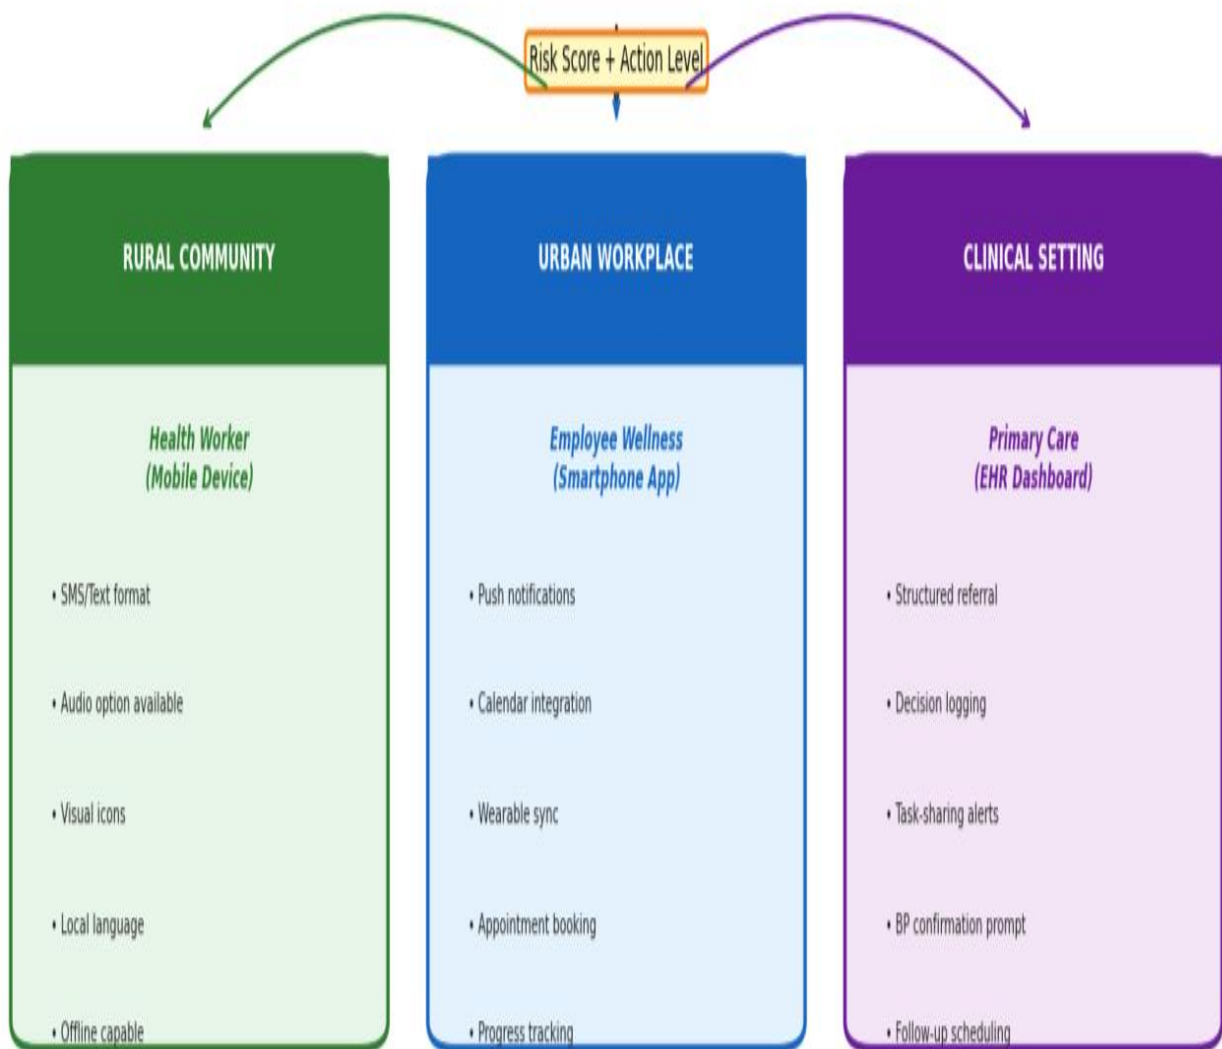 Risk Score + Action Level
RURAL COMMUNITY
Health Worker
(Mobile Device)
• SMS/Text format
• Audio option available
• Visual icons
• Local language
• Offline capable
URBAN WORKPLACE
Employee Wellness
(Smartphone App)
• Push notifications
• Calendar integration
• Wearable sync
• Appointment booking
• Progress tracking
CLINICAL SETTING
Primary Care
(EHR Dashboard)
• Structured referral
• Decision logging
• Task-sharing alerts
• BP confirmation prompt
• Follow-up scheduling